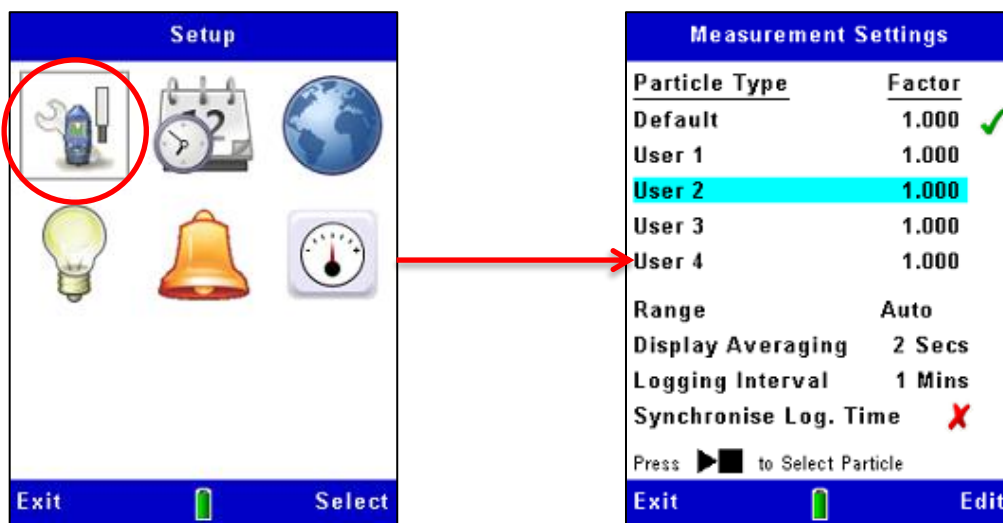 Setup
12
Exit Select
Measurement Settings
Particle Type Factor
Default 1.000
User 1 1.000
User 2 1.000
User 3 1.000
User 4 1.000
Range Auto
Display Averaging 2 Secs
Logging Interval 1 Mins
Synchronise Log. Time
Press to Select Particle
Exit Edit